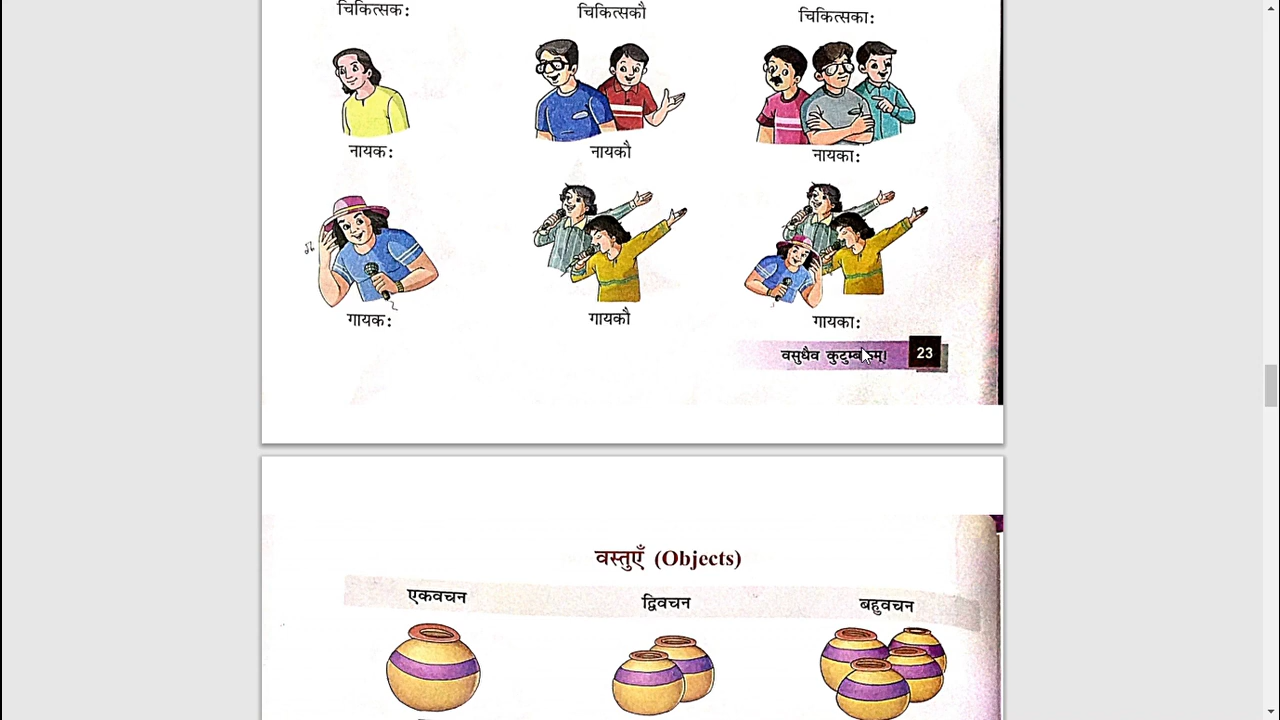 चिकित्सक: चिकित्सकौ चिकित्सका:
नायक: नायकौ नायका:
गायक: गायकौ गायका:
वसुधैव कुटुम्बकम्। 23
वस्तुएँ (Objects)
एकवचन द्विवचन बहुवचन